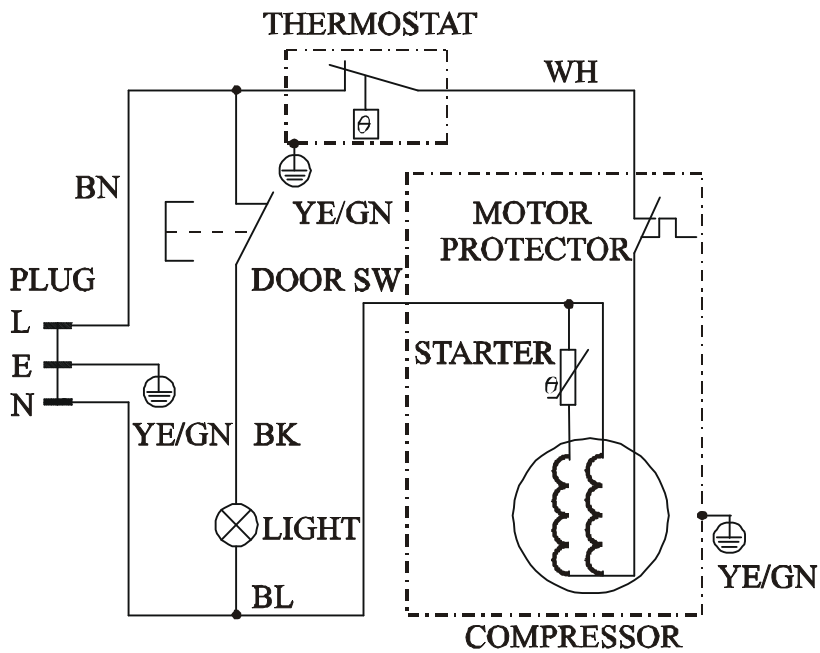 THERMOSTAT
WH
θ
BN
YE/GN
MOTOR
PROTECTOR
PLUG
DOOR SW
L
STARTER
E
θ
N
YE/GN
BK
LIGHT
YE/GN
BL
COMPRESSOR